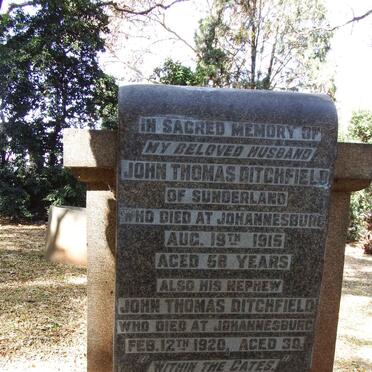 IN SACRED MEMORY OF
MY BELOVED HUSBAND
JOHN THOMAS DITCHFIELD
OF SUNDERLAND
WHO DIED AT JOHANNESBURG
AUG. 19TH 1915
AGED 68 YEARS
ALSO HIS NEPHEW
JOHN THOMAS DITCHFIELD
WHO DIED AT JOHANNESBURG
FEB. 12TH 1920, AGED 39.
"WITHIN THE GATES."